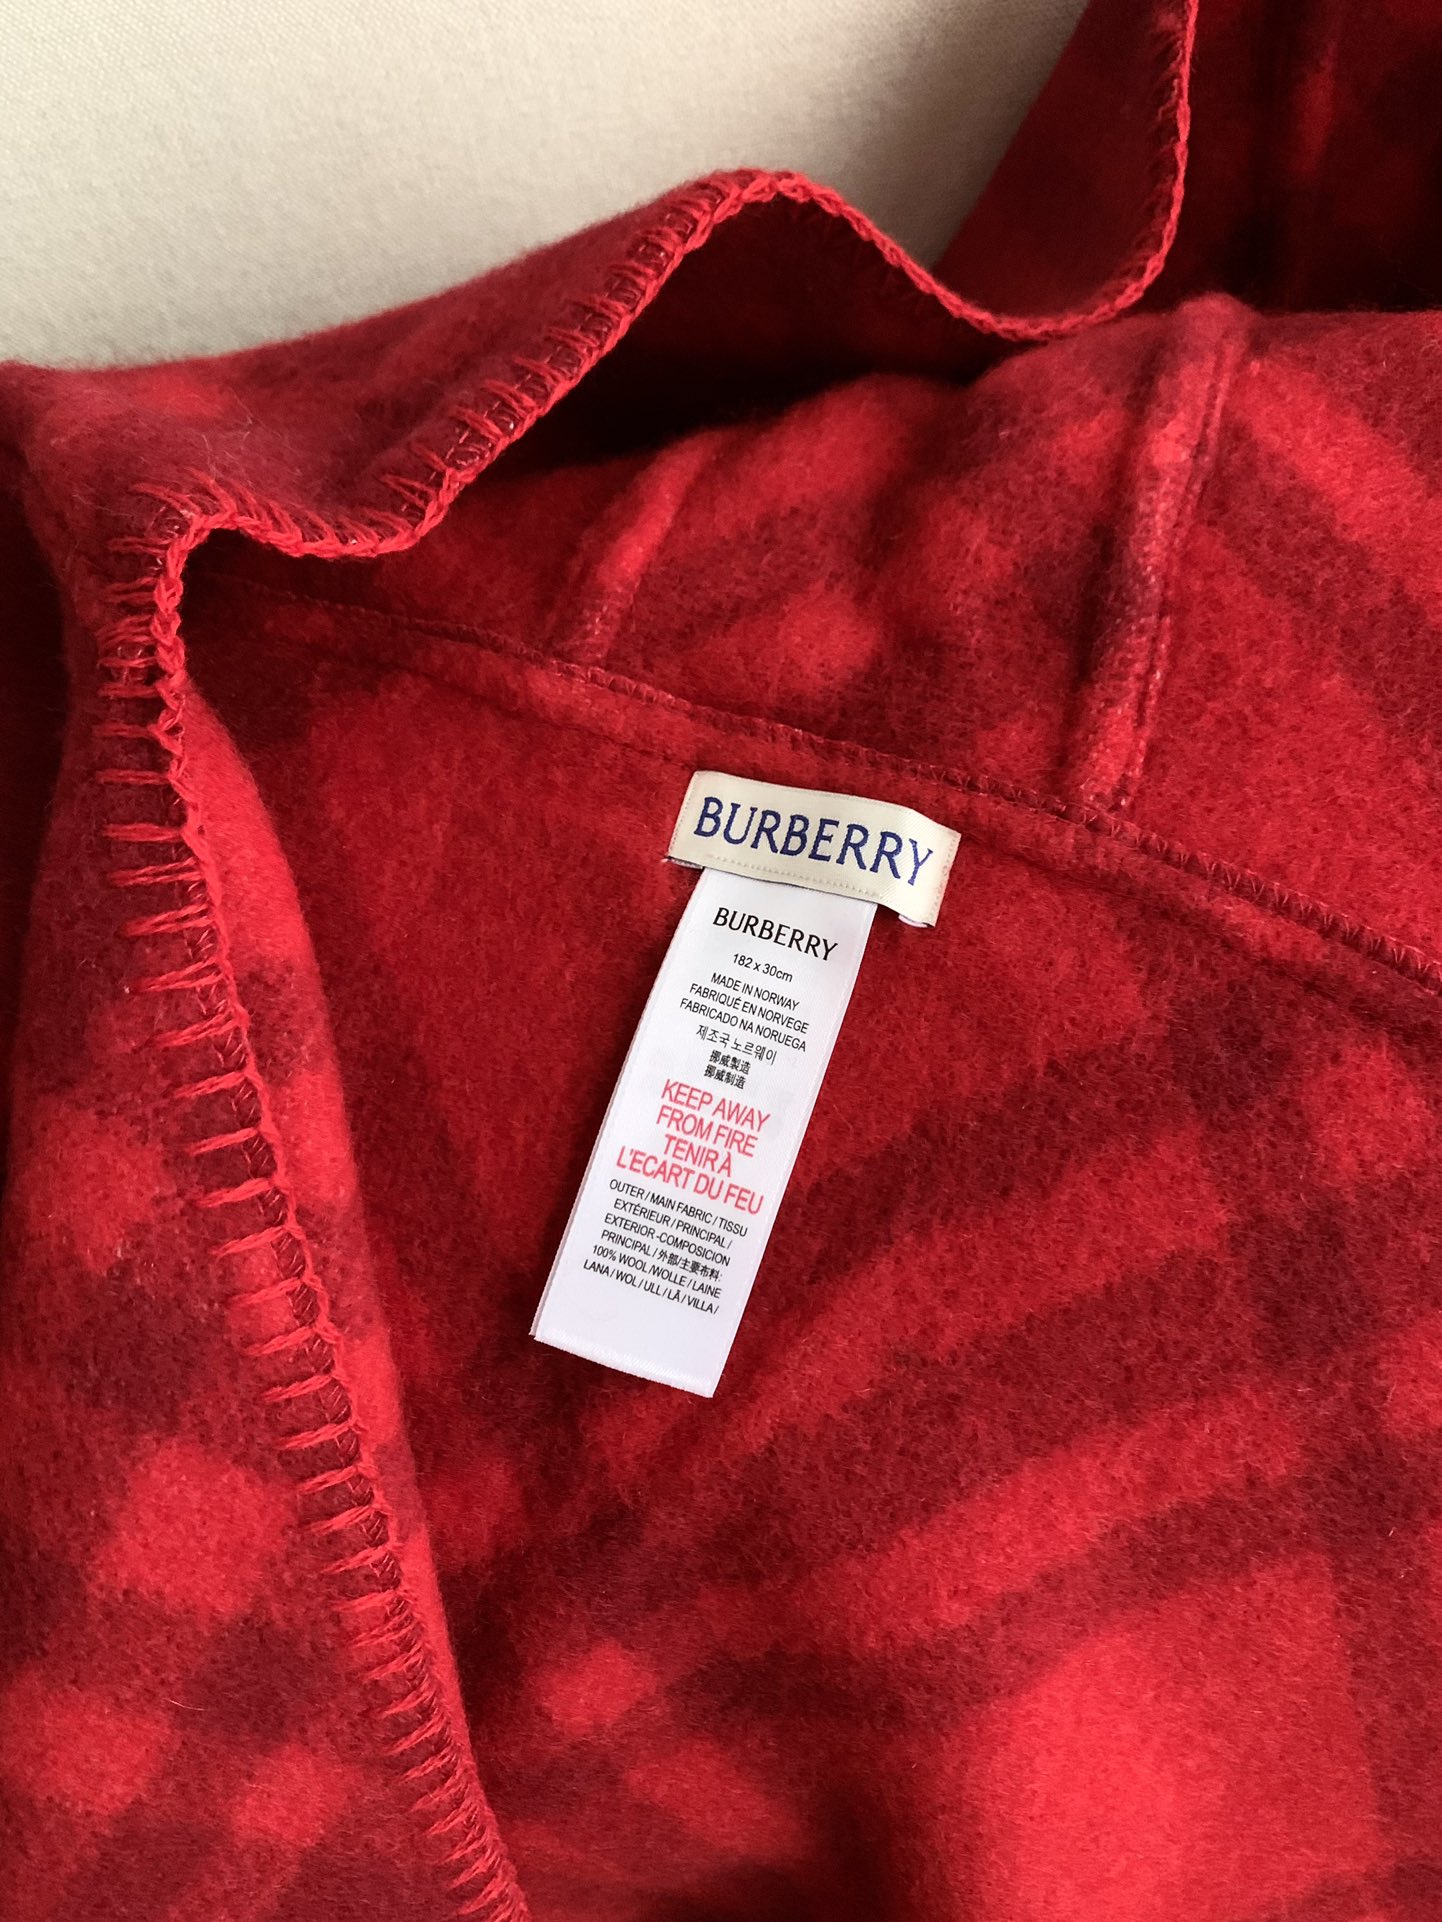 BURBERRY
BURBERRY
182 x 30cm
MADE IN NORWAY
FABRIQUÉ EN NORVEGE
FABRICADO NA NORUEGA
제조국 노르웨이
挪威製造
挪威制造
KEEP AWAY
FROM FIRE
TENIR À
L'ECART DU FEU
OUTER / MAIN FABRIC / TISSU
EXTÉRIEUR / PRINCIPAL /
EXTERIOR -COMPOSICION
PRINCIPAL / 外部/主要布料:
100% WOOL /WOLLE / LAINE
LANA / WOL / ULL / LÃ / VILLA /